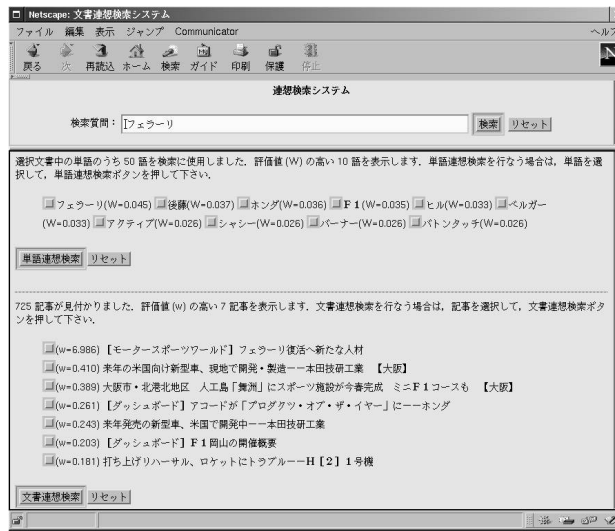 Netscape: 文書連想検索システム
ファイル 編集 表示 ジャンプ Communicator ヘルプ
戻る 次 再読込 ホーム 検索 ガイド 印刷 保護 停止
連想検索システム
検索質問： フェラーリ 検索 リセット
選択文書中の単語のうち 50 語を検索に使用しました．評価値 (W) の高い 10 語を表示します．単語連想検索を行なう場合は，単語を選
択して，単語連想検索ボタンを押して下さい．
フェラーリ(W=0.045) 後藤(W=0.037) ホンダ(W=0.036) F１(W=0.035) ヒル(W=0.033) ベルガー
(W=0.033) アクティブ(W=0.026) シャシー(W=0.026) バーナー(W=0.026) バトンタッチ(W=0.026)
単語連想検索 リセット
725 記事が見付かりました．評価値 (w) の高い 7 記事を表示します．文書連想検索を行なう場合は，記事を選択して，文書連想検索ボタ
ンを押して下さい．
(w=6.986) 【モータースポーツワールド】フェラーリ復活へ新たな人材
(w=0.410) 来年の米国向け新型車、現地で開発・製造ーー本田技研工業 【大阪】
(w=0.389) 大阪市・北港北地区 人工島「舞洲」にスポーツ施設が今春完成 ミニＦ１コースも 【大阪】
(w=0.261) 【ダッシュボード】アコードが「プロダクツ・オブ・ザ・イヤー」にーーホンダ
(w=0.243) 来年発売の新型車、米国で開発中ーー本田技研工業
(w=0.203) 【ダッシュボード】Ｆ１岡山の開催概要
(w=0.181) 打ち上げリハーサル、ロケットにトラブルーーＨ［２］１号機
文書連想検索 リセット